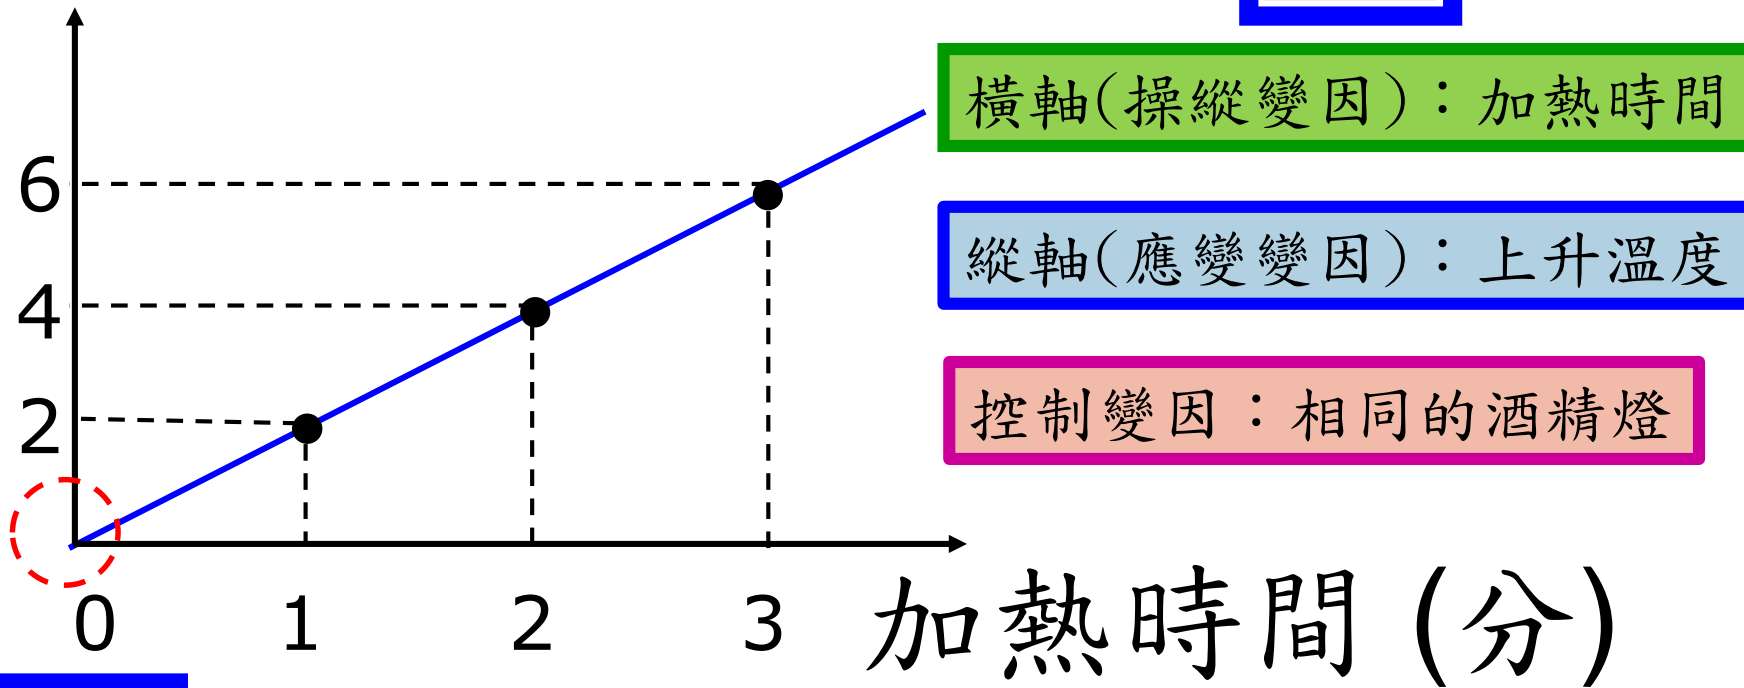 橫軸(操縱變因)：加熱時間
縱軸(應變變因)：上升溫度
控制變因：相同的酒精燈
6
4
2
0 1 2 3
加熱時間 (分)